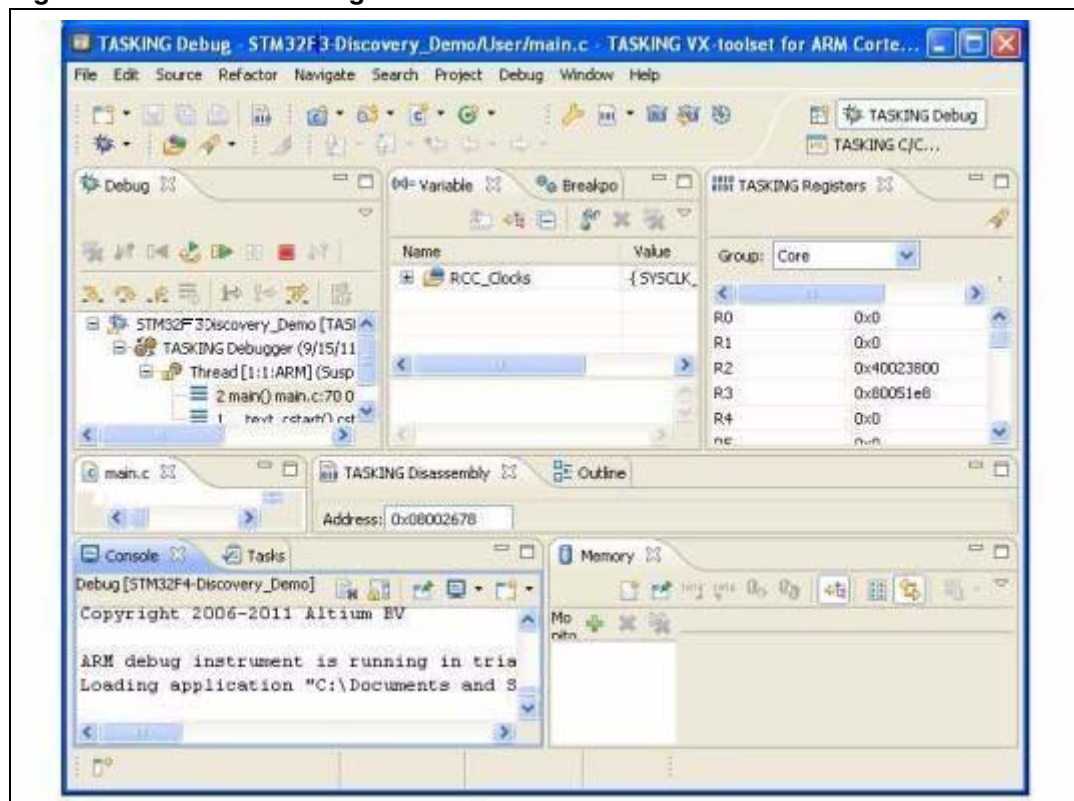 TASKING Debug - STM32F3-Discovery_Demo/User/main.c - TASKING VX-toolset for ARM Corte...
File Edit Source Refactor Navigate Search Project Debug Window Help
TASKING Debug
TASKING C/C...
Debug
Variable
Breakpo
TASKING Registers
Name Value
RCC_Clocks {SYSCLK_
Group: Core
STM32F3Discovery_Demo [TASI
TASKING Debugger (9/15/11
Thread [1:1:ARM] (Susp
2 main() main.c:70 0
R0 0x0
R1 0x0
R2 0x40023800
R3 0x80051e8
R4 0x0
main.c
TASKING Disassembly
Outline
Address: 0x08002678
Console
Tasks
Memory
Debug [STM32F4-Discovery_Demo]
Copyright 2006-2011 Altium BV
ARM debug instrument is running in tria
Loading application "C:\Documents and S
Mo